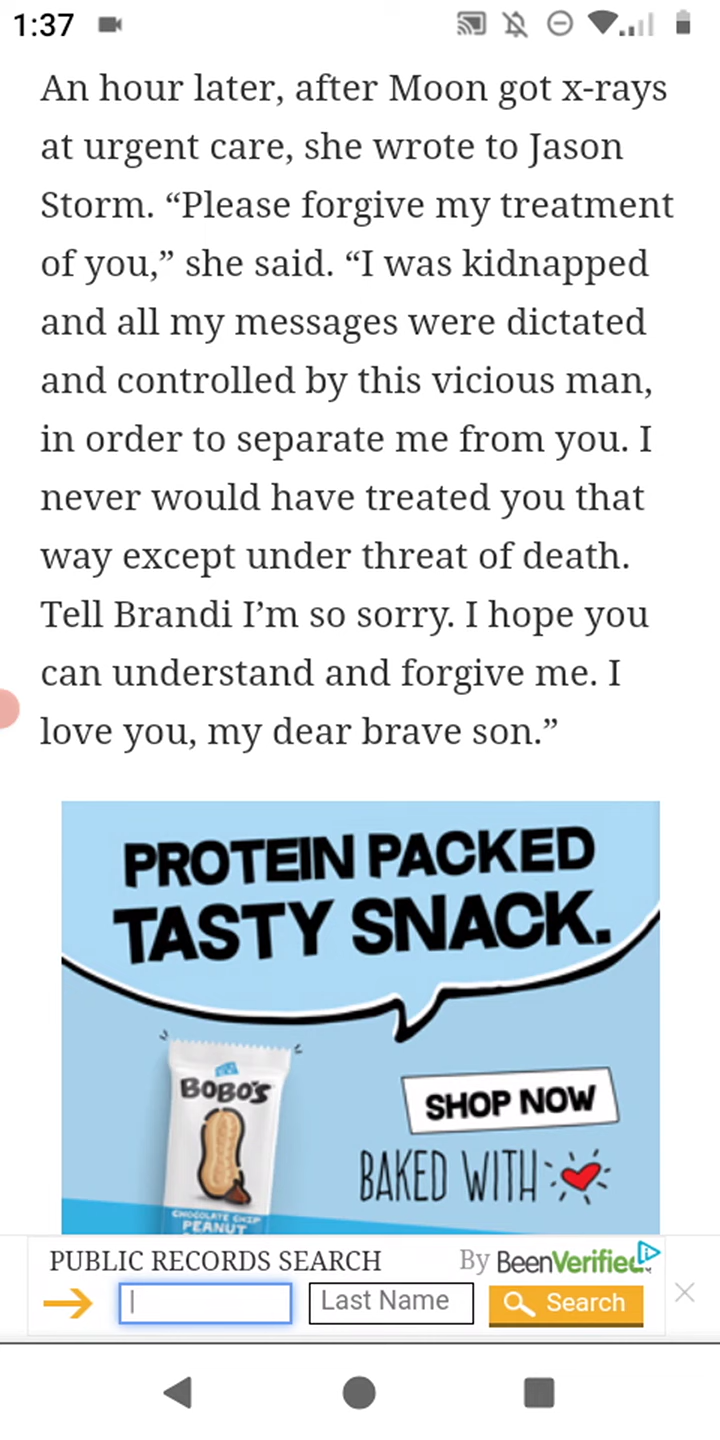 1:37
An hour later, after Moon got x-rays
at urgent care, she wrote to Jason
Storm. “Please forgive my treatment
of you,” she said. “I was kidnapped
and all my messages were dictated
and controlled by this vicious man,
in order to separate me from you. I
never would have treated you that
way except under threat of death.
Tell Brandi I’m so sorry. I hope you
can understand and forgive me. I
love you, my dear brave son.”
PROTEIN PACKED
TASTY SNACK.
BOBO'S
SHOP NOW
BAKED WITH
CHOCOLATE CHIP
PEANUT
PUBLIC RECORDS SEARCH By BeenVerified
Last Name Search